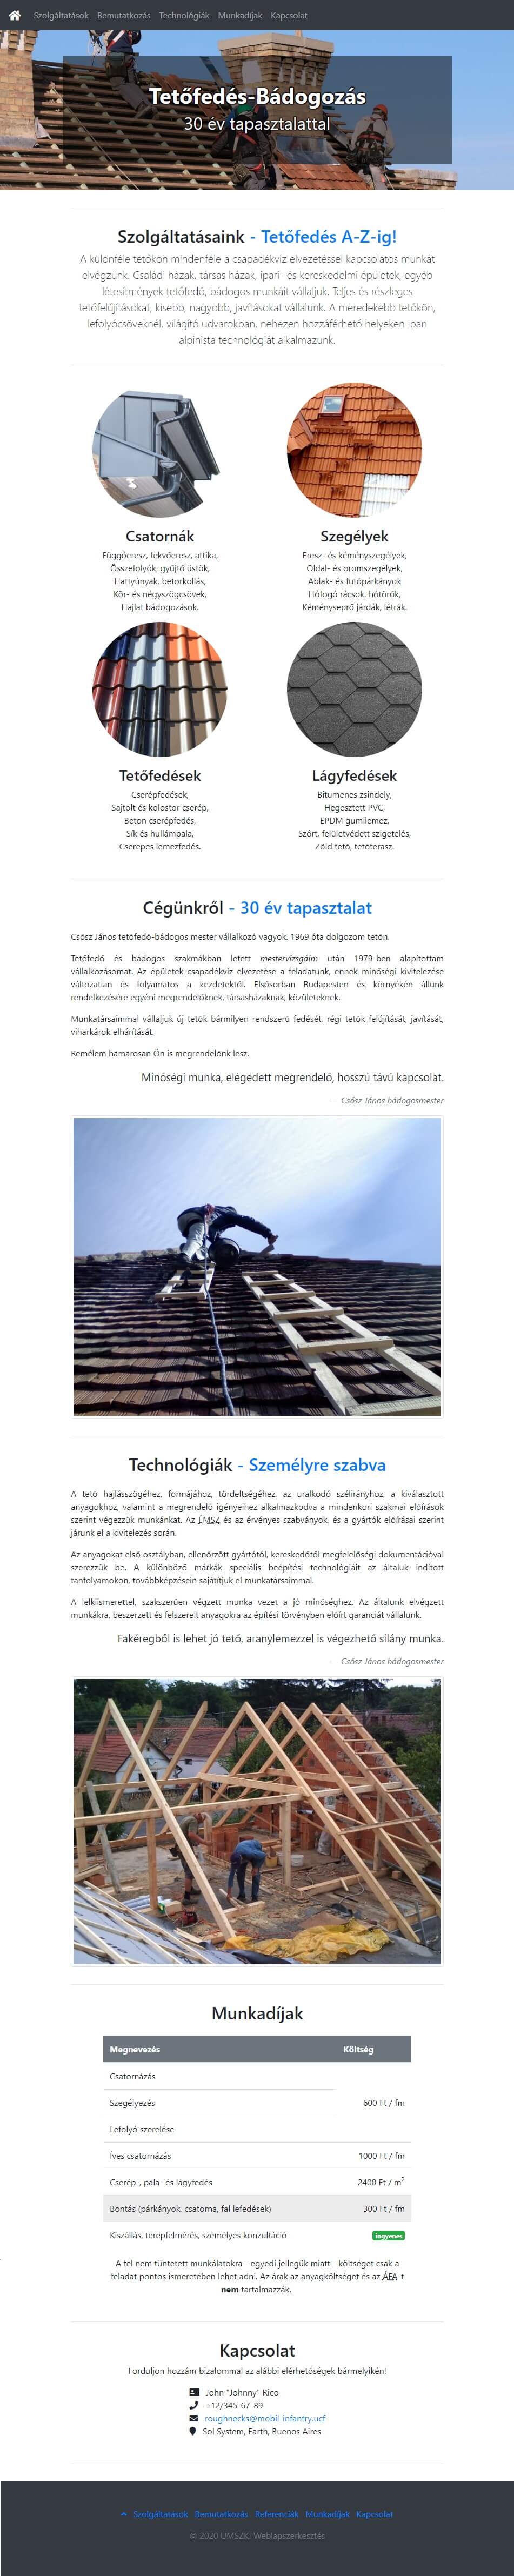 Szolgáltatások Bemutatkozás Technológiák Munkadíjak Kapcsolat
Tetőfedés-Bádogozás
30 év tapasztalattal
Szolgáltatásaink - Tetőfedés A-Z-ig!
A különféle tetőkön mindenféle a csapadékvíz elvezetéssel kapcsolatos munkát
elvégzünk. Családi házak, társas házak, ipari- és kereskedelmi épületek, egyéb
létesítmények tetőfedő, bádogos munkáit vállaljuk. Teljes és részleges
tetőfelújításokat, kisebb, nagyobb, javításokat vállalunk. A meredekebb tetőkön,
lefolyócsöveknél, világító udvarokban, nehezen hozzáférhető helyeken ipari
alpinista technológiát alkalmazunk.
Csatornák
Függőeresz, fekvőeresz, attika,
Összefolyók, gyűjtő üstök,
Hattyúnyak, betorkollás,
Kör- és négyszögcsövek,
Hajlat bádogozások.
Szegélyek
Eresz- és kéményszegélyek,
Oldal- és oromszegélyek,
Ablak- és futópárkányok
Hófogó rácsok, hótörők,
Kéményseprő járdák, létrák.
Tetőfedések
Cserépfedések,
Sajtolt és kolostor cserép,
Beton cserépfedés,
Sík és hullámpala,
Cserepes lemezfedés.
Lágyfedések
Bitumenes zsindely,
Hegesztett PVC,
EPDM gumilemez,
Szórt, felületvédett szigetelés,
Zöld tető, tetőterasz.
Cégünkről - 30 év tapasztalat
Csősz János tetőfedő-bádogos mester vállalkozó vagyok. 1969 óta dolgozom tetőn.
Tetőfedő és bádogos szakmákban letett mestervizsgáim után 1979-ben alapítottam
vállalkozásomat. Az épületek csapadékvíz elvezetése a feladatunk, ennek minőségi kivitelezése
változatlan és folyamatos a kezdetektől. Elsősorban Budapesten és környékén állunk
rendelkezésére egyéni megrendelőknek, társasházaknak, közületeknek.
Munkatársaimmal vállaljuk új tetők bármilyen rendszerű fedését, régi tetők felújítását, javítását,
viharkárok elhárítását.
Remélem hamarosan Ön is megrendelőnk lesz.
Minőségi munka, elégedett megrendelő, hosszú távú kapcsolat.
— Csősz János bádogosmester
Technológiák - Személyre szabva
A tető hajlásszögéhez, formájához, tördeltségéhez, az uralkodó szélirányhoz, a kiválasztott
anyagokhoz, valamint a megrendelő igényeihez alkalmazkodva a mindenkori szakmai előírások
szerint végezzük munkánkat. Az ÉMSZ és az érvényes szabványok, és a gyártók előírásai szerint
járunk el a kivitelezés során.
Az anyagokat első osztályban, ellenőrzött gyártótól, kereskedőtől megfelelőségi dokumentációval
szerezzük be. A különböző márkák speciális beépítési technológiáit az általuk indított
tanfolyamokon, továbbképzésein sajátítjuk el munkatársaimmal.
A lelkiismerettel, szakszerűen végzett munka vezet a jó minőséghez. Az általunk elvégzett
munkákra, beszerzett és felszerelt anyagokra az építési törvényben előírt garanciát vállalunk.
Fakéregből is lehet jó tető, aranylemezzel is végezhető silány munka.
— Csősz János bádogosmester
Munkadíjak
Megnevezés Költség
Csatornázás
Szegélyezés 600 Ft / fm
Lefolyó szerelése
Íves csatornázás 1000 Ft / fm
Cserép-, pala- és lágyfedés 2400 Ft / m²
Bontás (párkányok, csatorna, fal lefedések) 300 Ft / fm
Kiszállás, terepfelmérés, személyes konzultáció ingyenes
A fel nem tüntetett munkálatokra - egyedi jellegük miatt - költséget csak a
feladat pontos ismeretében lehet adni. Az árak az anyagköltséget és az ÁFA-t
nem tartalmazzák.
Kapcsolat
Forduljon hozzám bizalommal az alábbi elérhetőségek bármelyikén!
John "Johnny" Rico
+12/345-67-89
roughnecks@mobil-infantry.ucf
Sol System, Earth, Buenos Aires
Szolgáltatások Bemutatkozás Referenciák Munkadíjak Kapcsolat
© 2020 UMSZKI Weblapszerkesztés